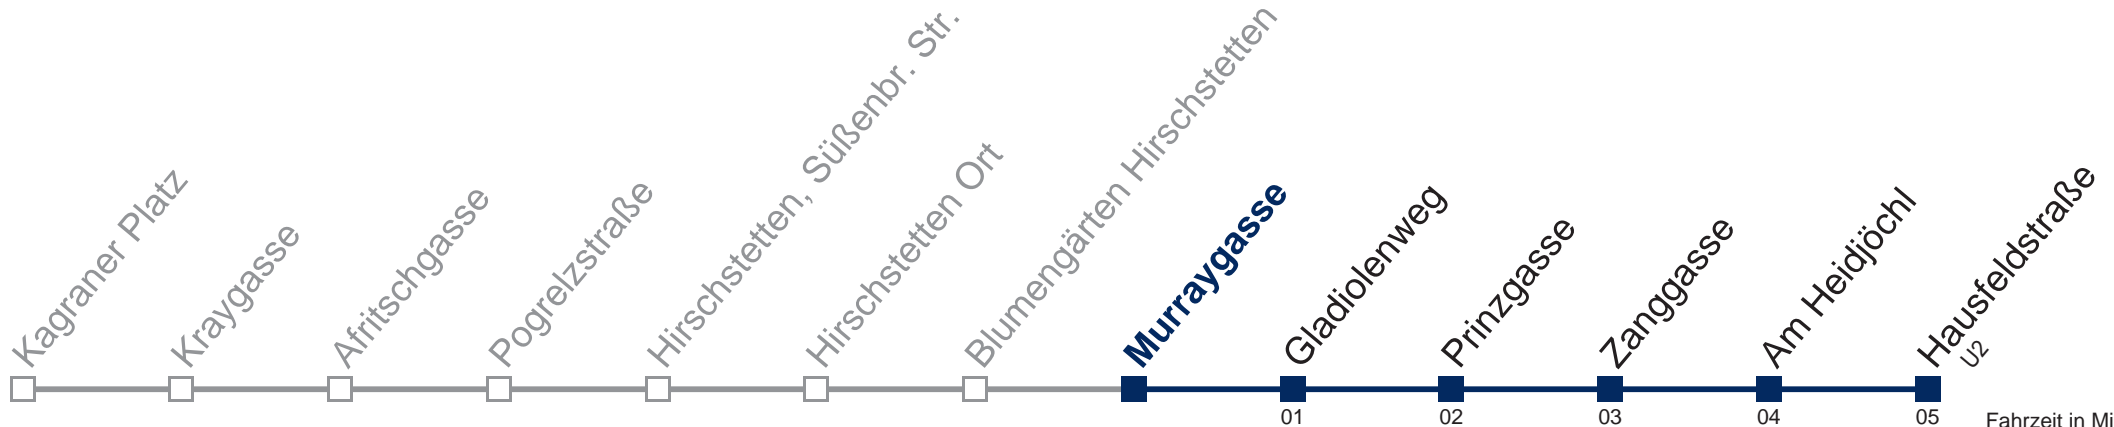 Kagraner Platz
Kraygasse
Afritschgasse
Pogrelzstraße
Hirschstetten, Süßenbr. Str.
Hirschstetten Ort
Blumengärten Hirschstetten
Murraygasse
Gladiolenweg
Prinzgasse
Zanggasse
Am Heidjöchl
Hausfeldstraße
U2
01 02 03 04 05
Fahrzeit in Mi